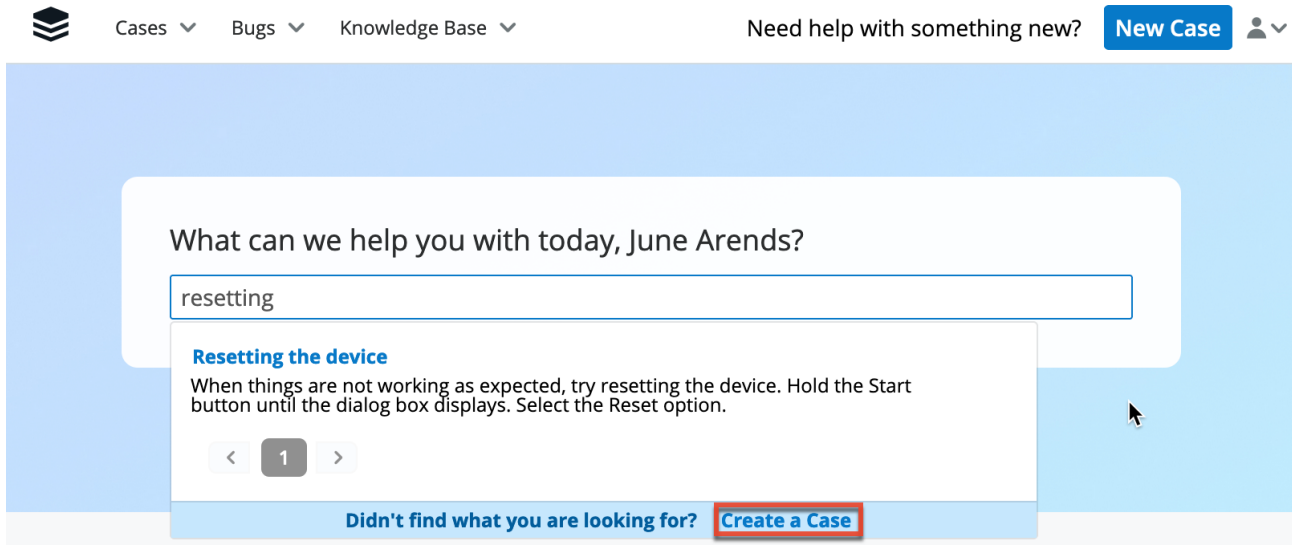 Cases Bugs Knowledge Base Need help with something new? New Case
What can we help you with today, June Arends?
resetting
Resetting the device
When things are not working as expected, try resetting the device. Hold the Start
button until the dialog box displays. Select the Reset option.
1
Didn't find what you are looking for? Create a Case